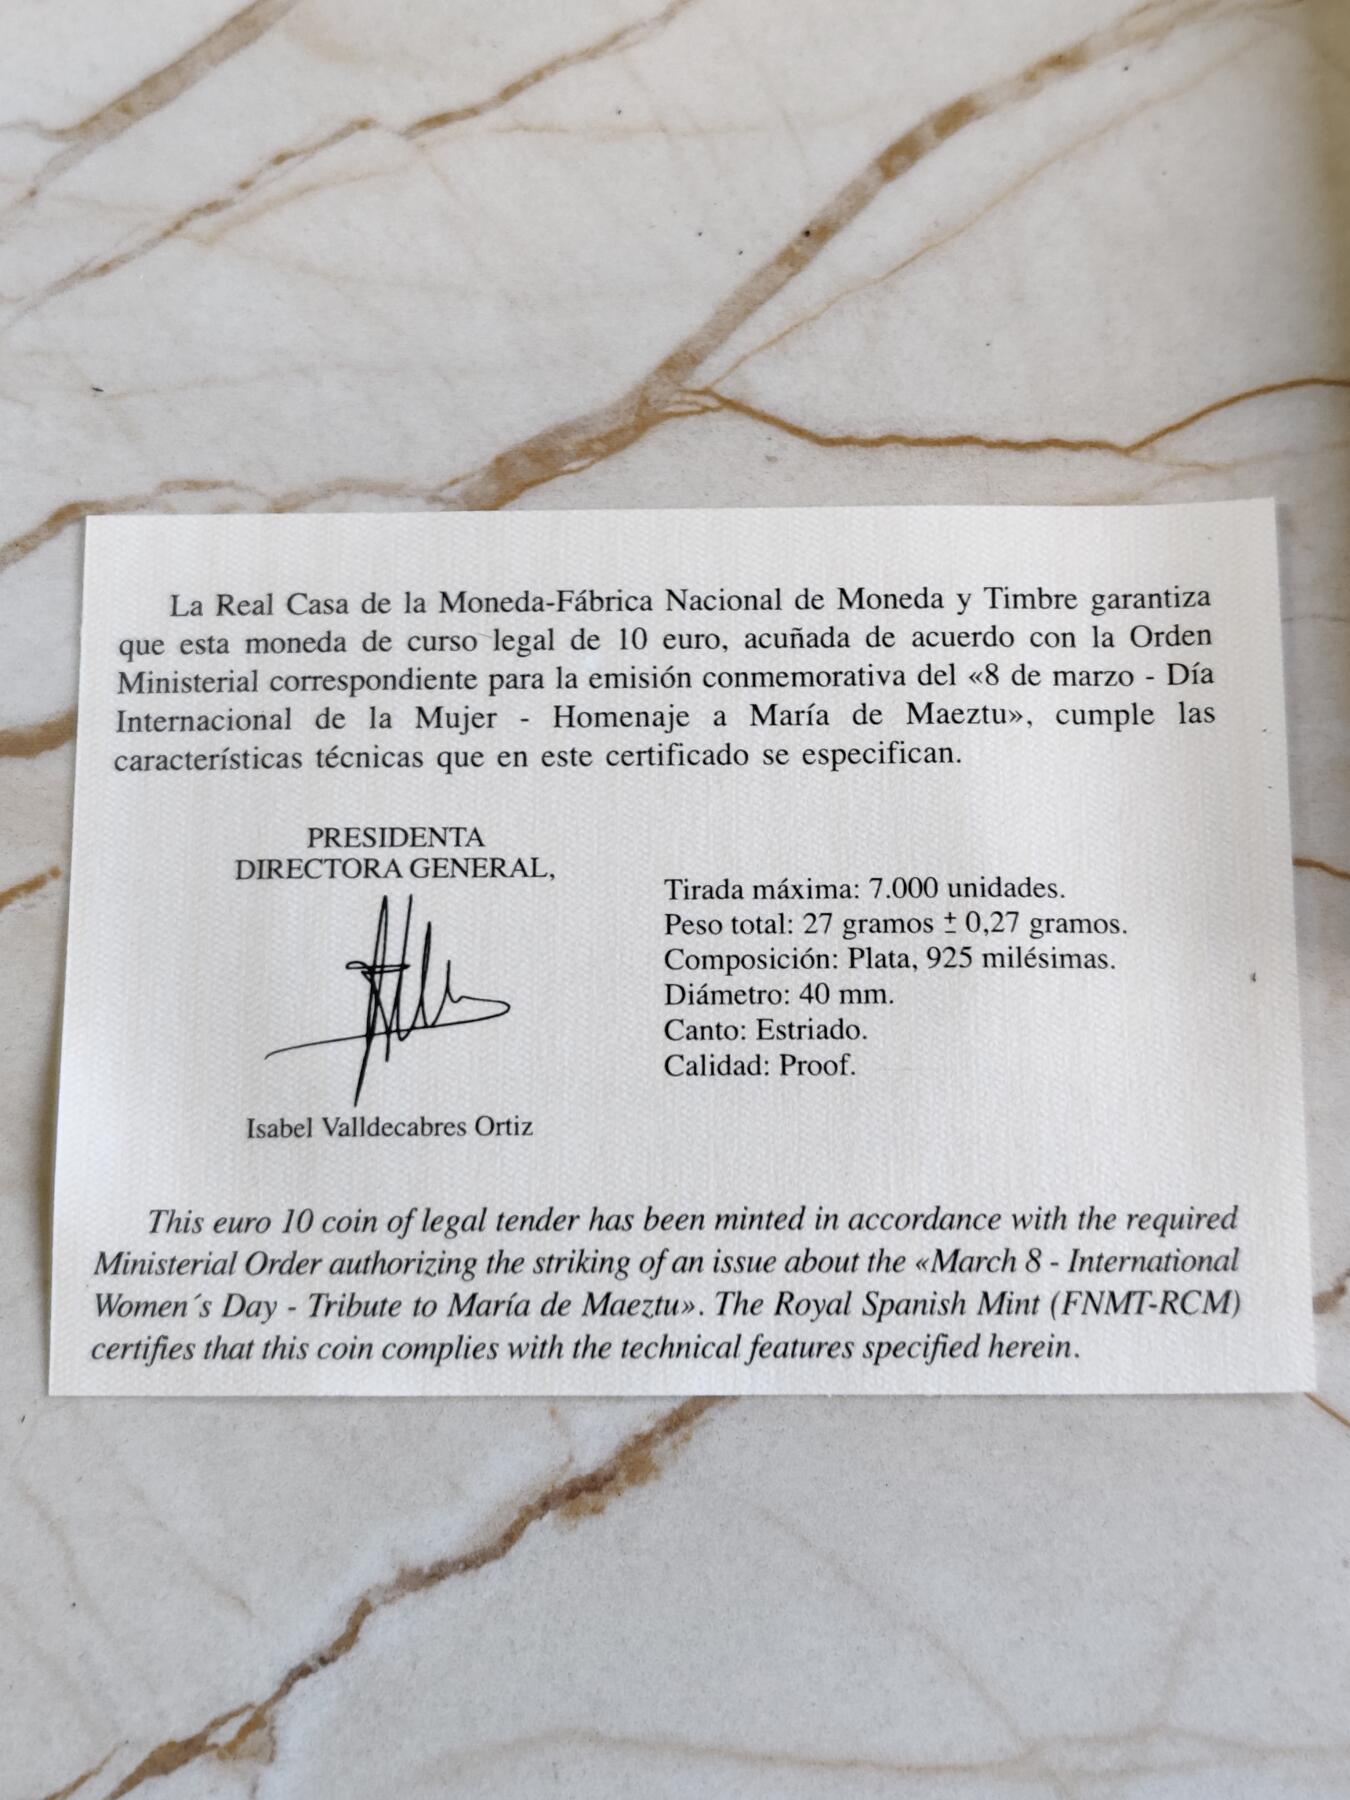 La Real Casa de la Moneda-Fábrica Nacional de Moneda y Timbre garantiza
que esta moneda de curso legal de 10 euro, acuñada de acuerdo con la Orden
Ministerial correspondiente para la emisión conmemorativa del «8 de marzo - Día
Internacional de la Mujer - Homenaje a María de Maeztu», cumple las
características técnicas que en este certificado se especifican.
PRESIDENTA
DIRECTORA GENERAL,
Isabel Valldecabres Ortiz
Tirada máxima: 7.000 unidades.
Peso total: 27 gramos ± 0,27 gramos.
Composición: Plata, 925 milésimas.
Diámetro: 40 mm.
Canto: Estriado.
Calidad: Proof.
This euro 10 coin of legal tender has been minted in accordance with the required
Ministerial Order authorizing the striking of an issue about the «March 8 - International
Women´s Day - Tribute to María de Maeztu». The Royal Spanish Mint (FNMT-RCM)
certifies that this coin complies with the technical features specified herein.